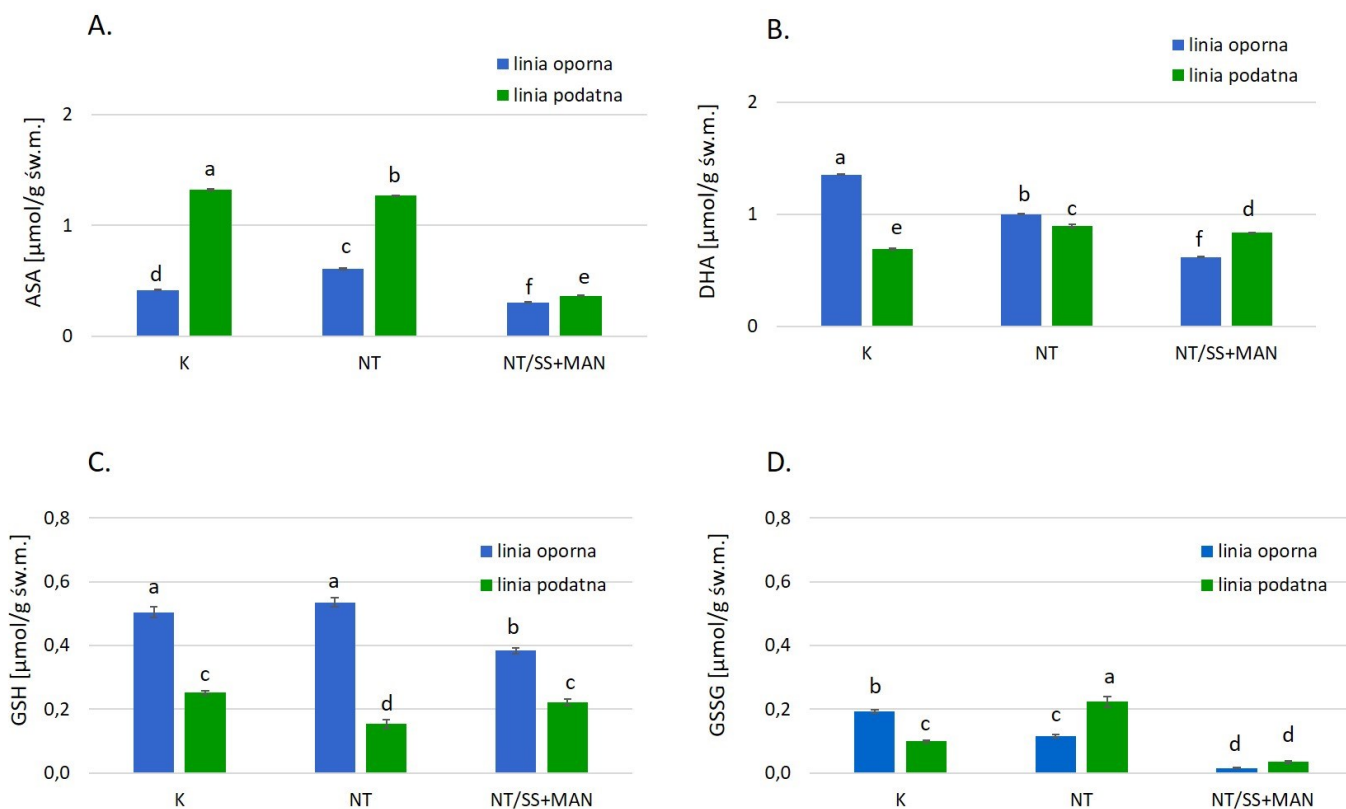 A.
linia oporna
linia podatna
ASA [µmol/g św.m.]
2
1
0
a
b
c
d
e
f
K
NT
NT/SS+MAN
B.
linia oporna
linia podatna
DHA [µmol/g św.m.]
2
1
0
a
b
c
d
e
f
K
NT
NT/SS+MAN
C.
linia oporna
linia podatna
GSH [µmol/g św.m.]
0,8
0,6
0,4
0,2
0,0
a
a
b
c
d
c
K
NT
NT/SS+MAN
D.
linia oporna
linia podatna
GSSG [µmol/g św.m.]
0,8
0,6
0,4
0,2
0,0
b
c
c
a
d
d
K
NT
NT/SS+MAN